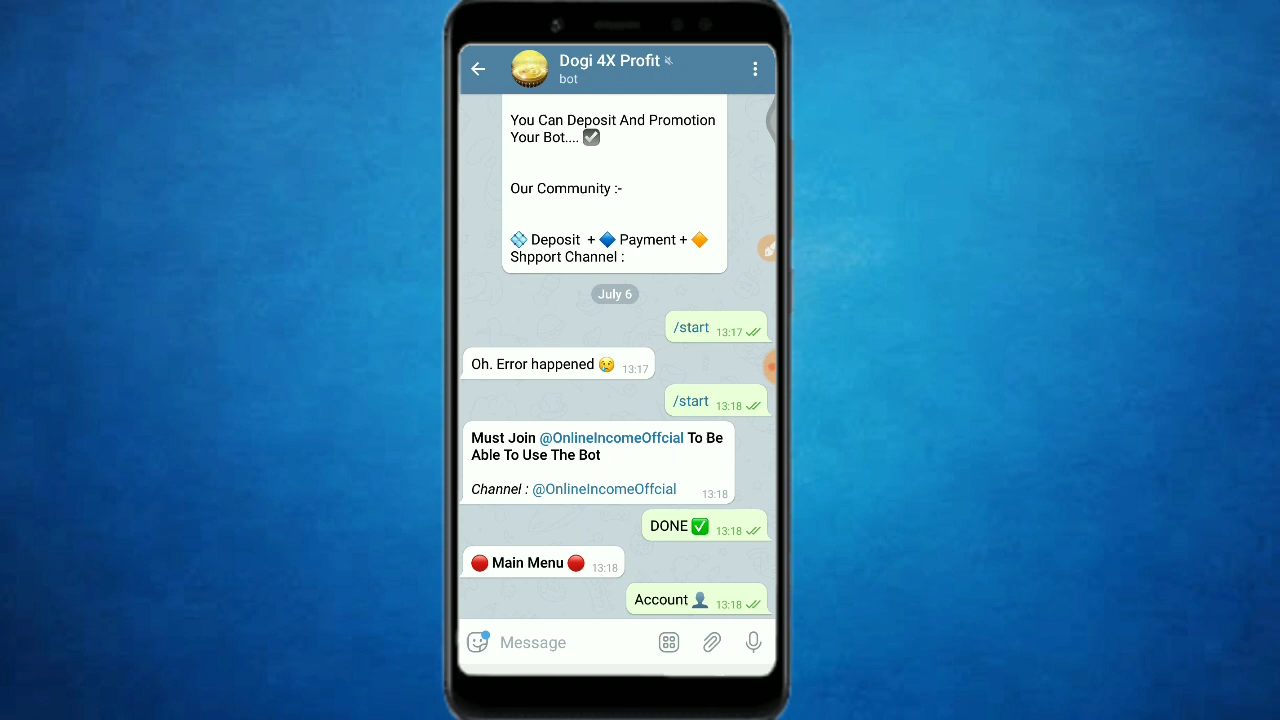 Dogi 4X Profit
bot
You Can Deposit And Promotion
Your Bot.... ☑
Our Community :-
💠 Deposit + 🔷 Payment + 🔶
Shpport Channel :
July 6
/start 13:17
Oh. Error happened 😢 13:17
/start 13:18
Must Join @OnlineIncomeOffcial To Be
Able To Use The Bot
Channel : @OnlineIncomeOffcial 13:18
DONE ✅ 13:18
🔴 Main Menu 🔴 13:18
Account 👤 13:18
Message